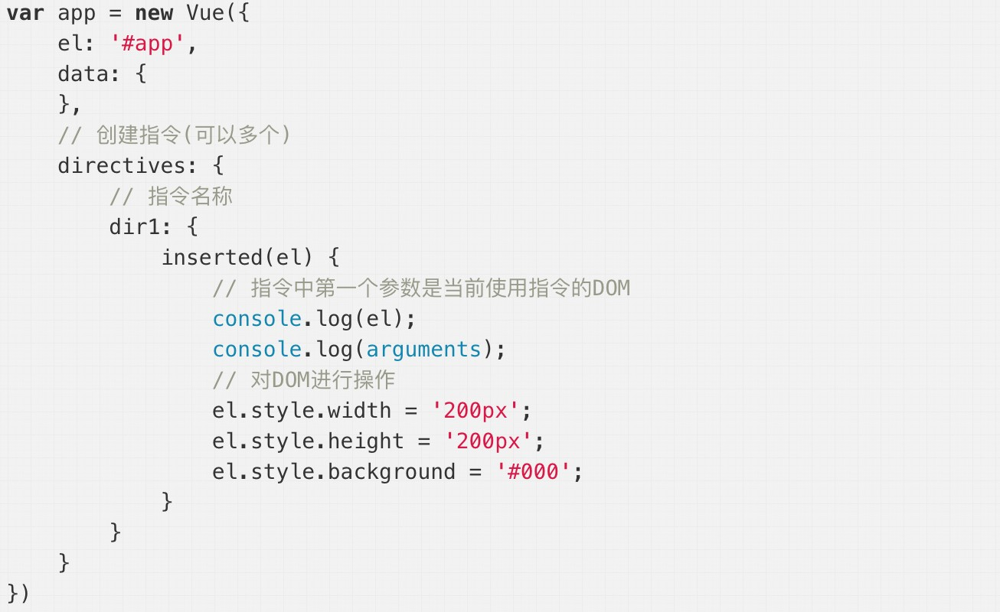 var app = new Vue({
    el: '#app',
    data: {
    },
    // 创建指令(可以多个)
    directives: {
        // 指令名称
        dir1: {
            inserted(el) {
                // 指令中第一个参数是当前使用指令的DOM
                console.log(el);
                console.log(arguments);
                // 对DOM进行操作
                el.style.width = '200px';
                el.style.height = '200px';
                el.style.background = '#000';
            }
        }
    }
})